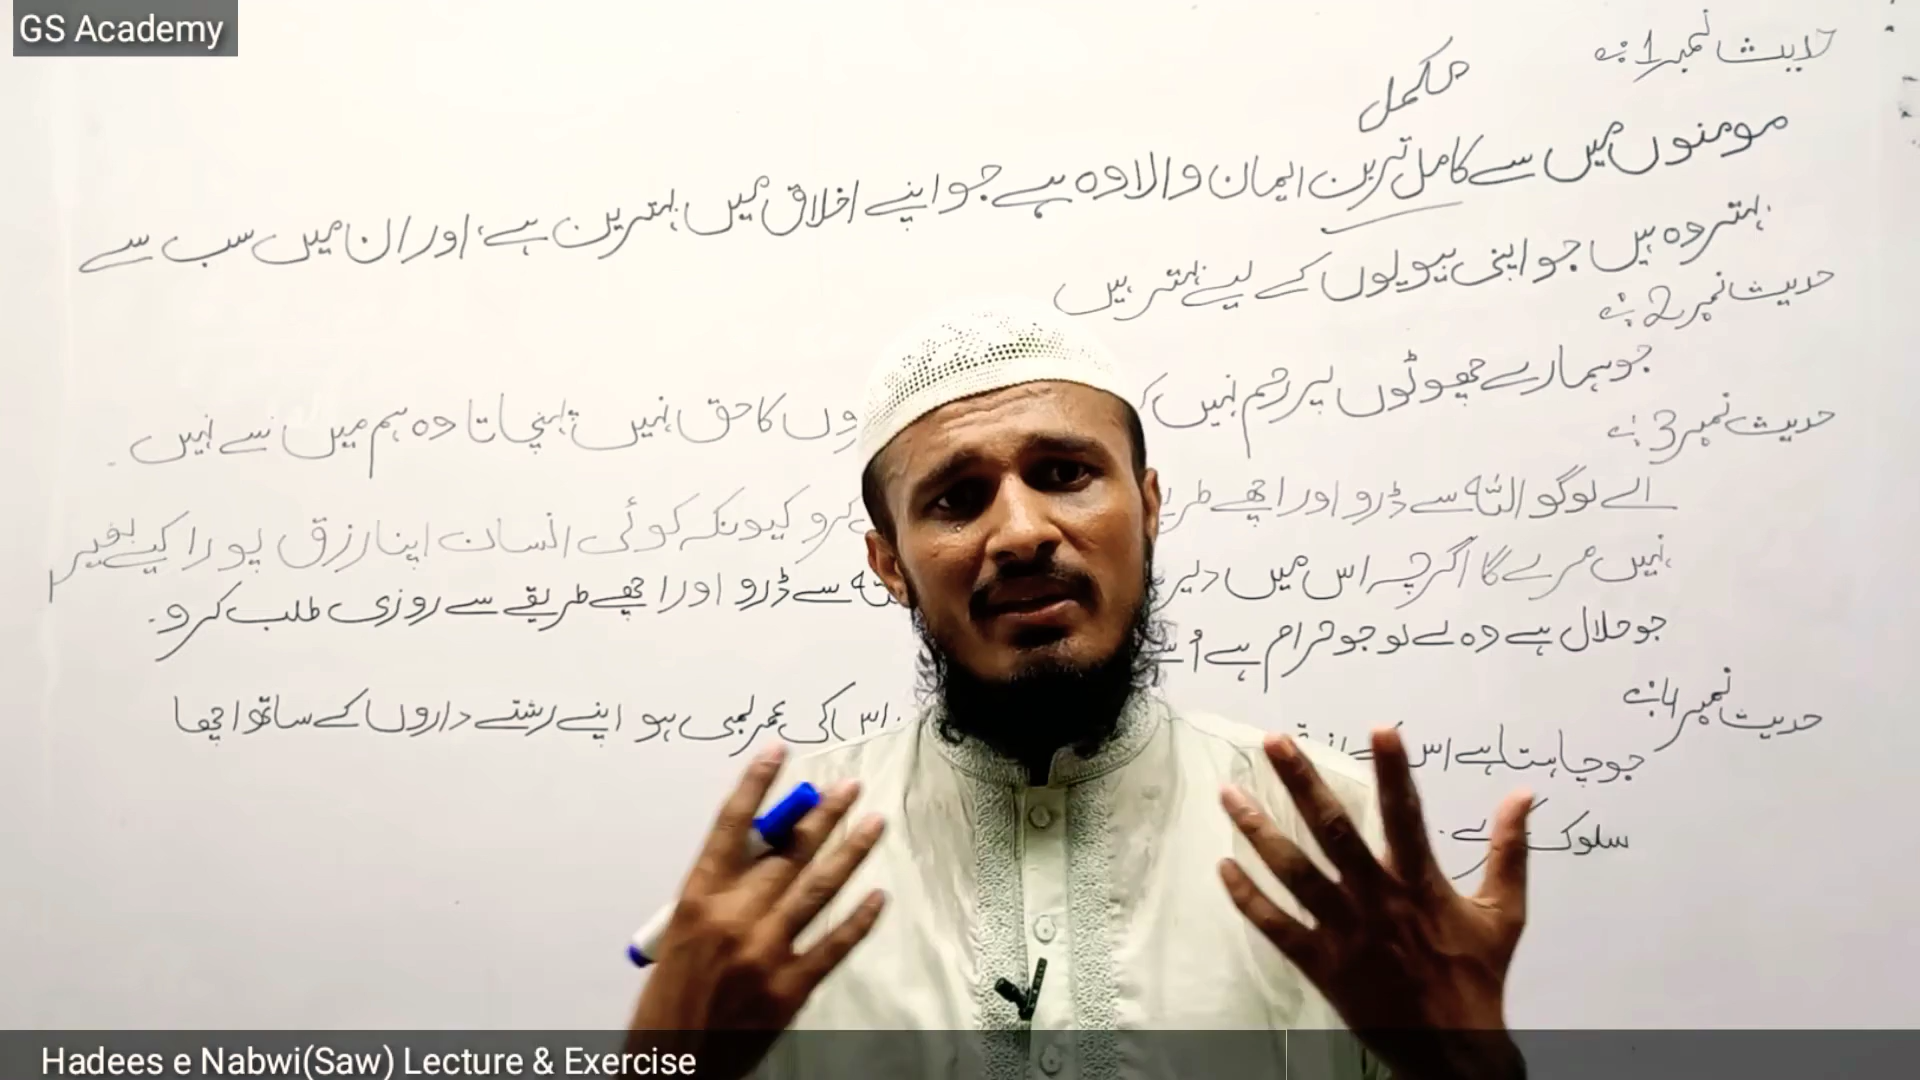 GS Academy
حدیث نمبر 1:
مکمل
مومنوں میں سے کامل ترین ایمان والا وہ ہے جو اپنے اخلاق میں بہترین ہے، اور ان میں سب سے
بہتر وہ ہیں جو اپنی بیویوں کے لیے بہتر ہیں
حدیث نمبر 2:
جو ہمارے چھوٹوں پر رحم نہیں وں کا حق نہیں پہنچاتا وہ ہم میں سے نہیں
حدیث نمبر 3:
اے لوگو اللہ سے ڈرو اور اچھے کرو کیونکہ کوئی انسان اپنا رزق پورا کیے بغیر
نہیں مرے گا اگرچہ اس میں سے ڈرو اور اچھے طریقے سے روزی طلب کرو۔
جو حلال ہے وہ لے لو جو حرام ہے
حدیث نمبر 4:
جو چاہتا ہے اس کے اس کی عمر لمبی ہو اپنے رشتے داروں کے ساتھ اچھا
سلوک
Hadees e Nabwi(Saw) Lecture & Exercise